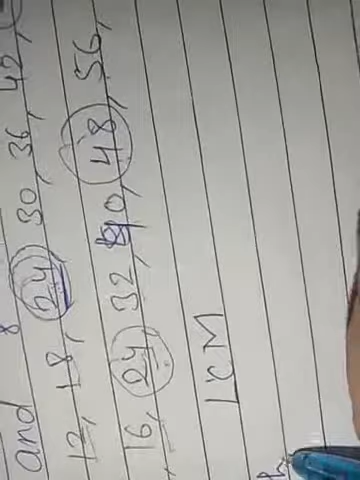 and 8
12, 18, 24, 30, 36, 42,
16, 24, 32, 40, 48, 56,
LCM